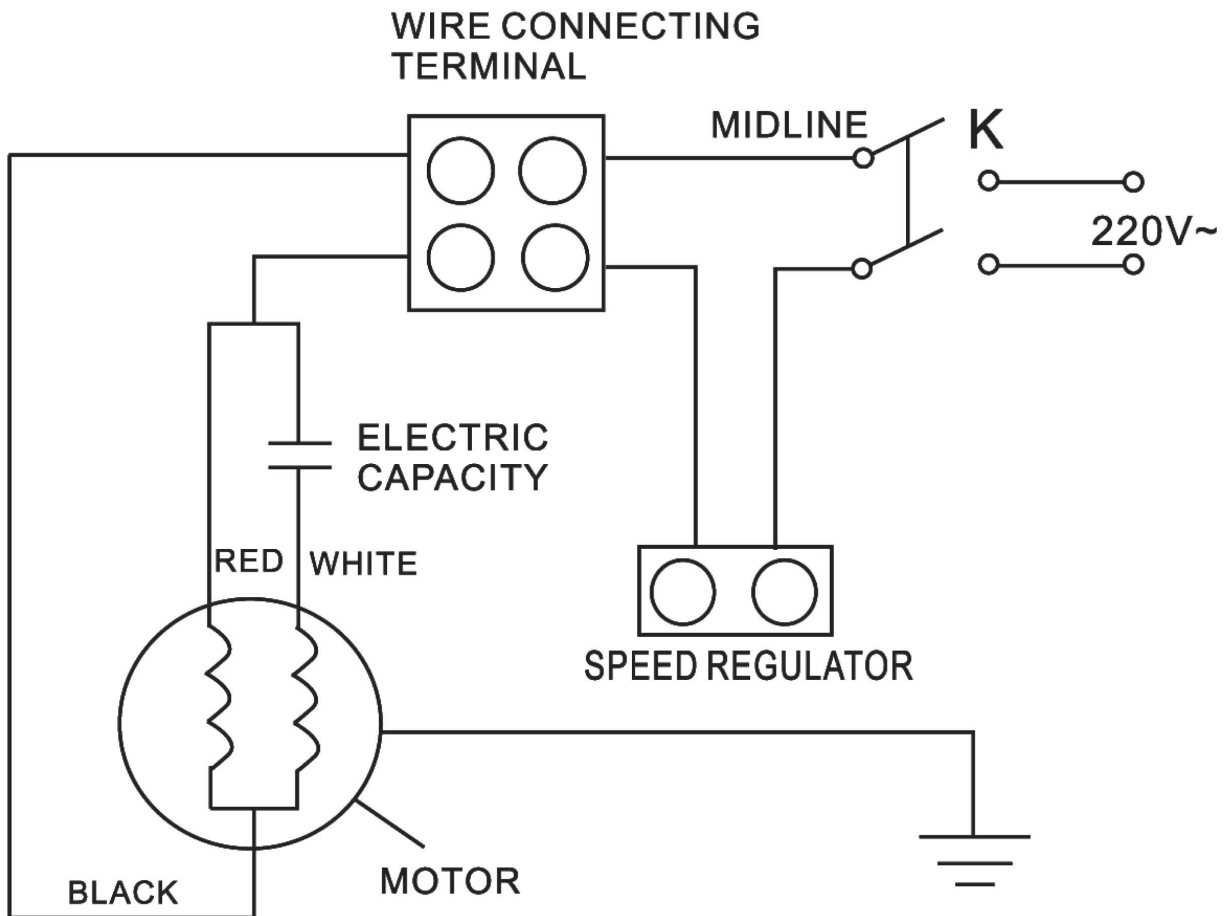 WIRE CONNECTING
TERMINAL
MIDLINE
K
220V~
ELECTRIC
CAPACITY
RED
WHITE
SPEED REGULATOR
MOTOR
BLACK